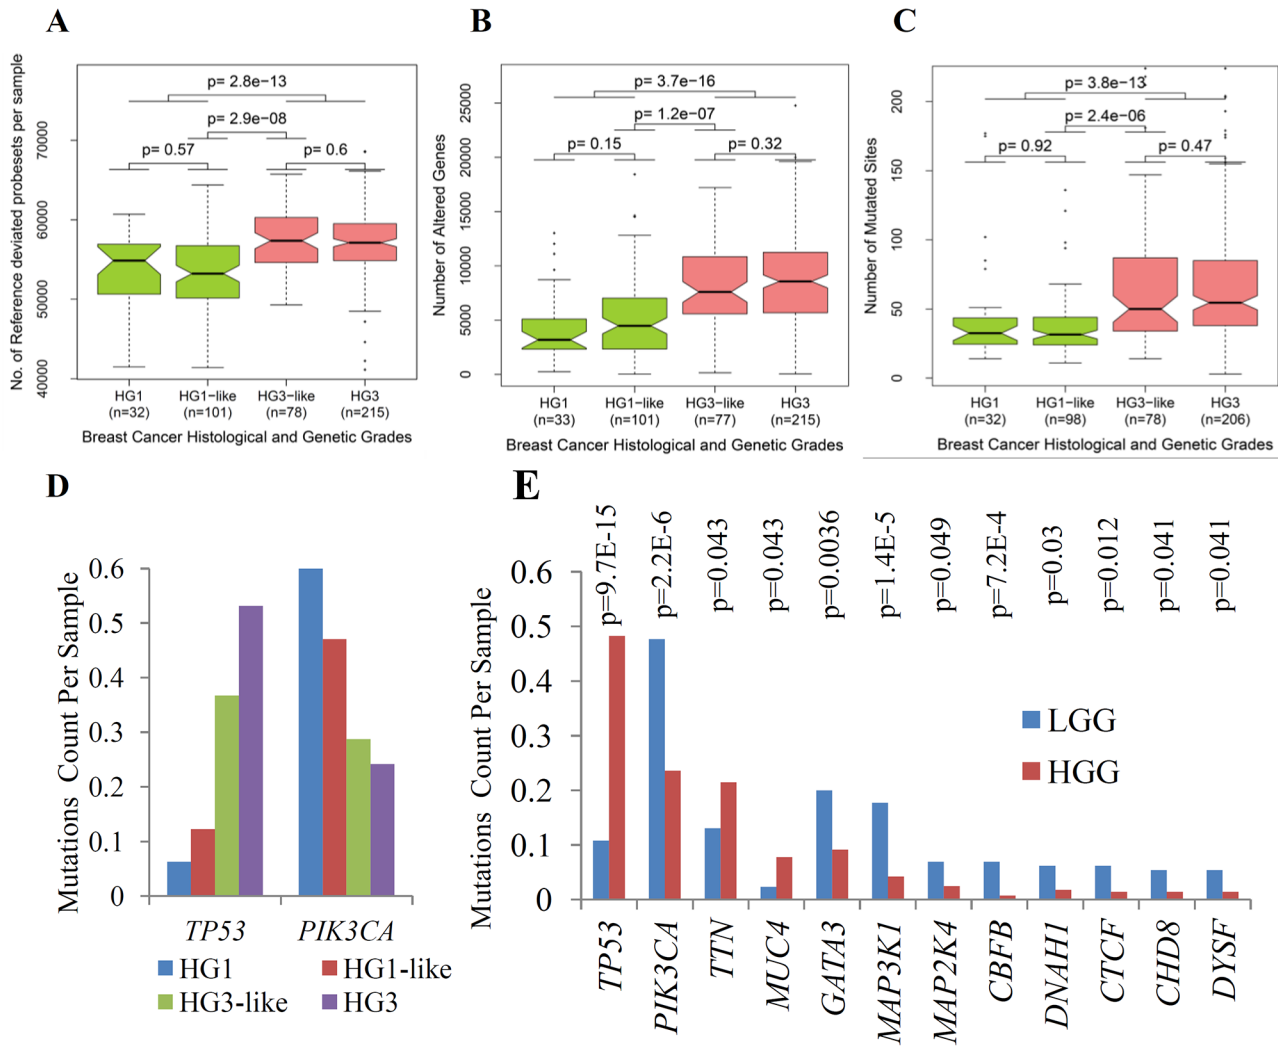 A
No. of Reference deviated probesets per sample
70000
60000
50000
40000
p= 2.8e−13
p= 2.9e−08
p= 0.57
p= 0.6
HG1 HG1−like HG3−like HG3
(n=32) (n=101) (n=78) (n=215)
Breast Cancer Histological and Genetic Grades
B
Number of Altered Genes
25000
20000
15000
10000
5000
0
p= 3.7e−16
p= 1.2e−07
p= 0.15
p= 0.32
HG1 HG1−like HG3−like HG3
(n=33) (n=101) (n=77) (n=215)
Breast Cancer Histological and Genetic Grades
C
Number of Mutated Sites
200
150
100
50
0
p= 3.8e−13
p= 2.4e−06
p= 0.92
p= 0.47
HG1 HG1−like HG3−like HG3
(n=32) (n=98) (n=78) (n=206)
Breast Cancer Histological and Genetic Grades
D
Mutations Count Per Sample
0.6
0.5
0.4
0.3
0.2
0.1
0
TP53 PIK3CA
HG1 HG1-like
HG3-like HG3
E
Mutations Count Per Sample
0.6
0.5
0.4
0.3
0.2
0.1
0
p=9.7E-15
p=2.2E-6
p=0.043
p=0.043
p=0.0036
p=1.4E-5
p=0.049
p=7.2E-4
p=0.03
p=0.012
p=0.041
p=0.041
LGG
HGG
TP53
PIK3CA
TTN
MUC4
GATA3
MAP3K1
MAP2K4
CBFB
DNAH1
CTCF
CHD8
DYSF